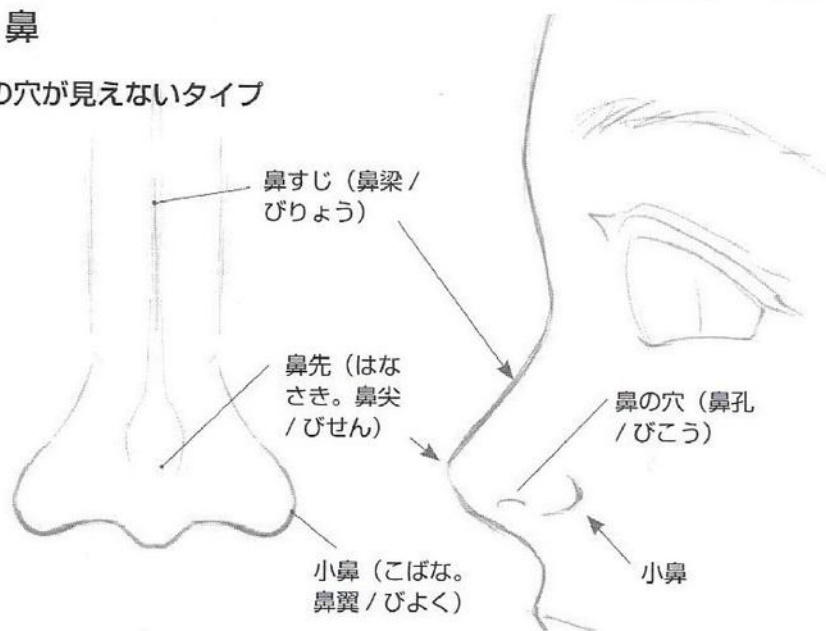 鼻
の穴が見えないタイプ
鼻すじ（鼻梁/
びりょう）
鼻先（はな
さき。鼻尖
/びせん）
鼻の穴（鼻孔
/びこう）
小鼻（こばな。
鼻翼/びよく）
小鼻